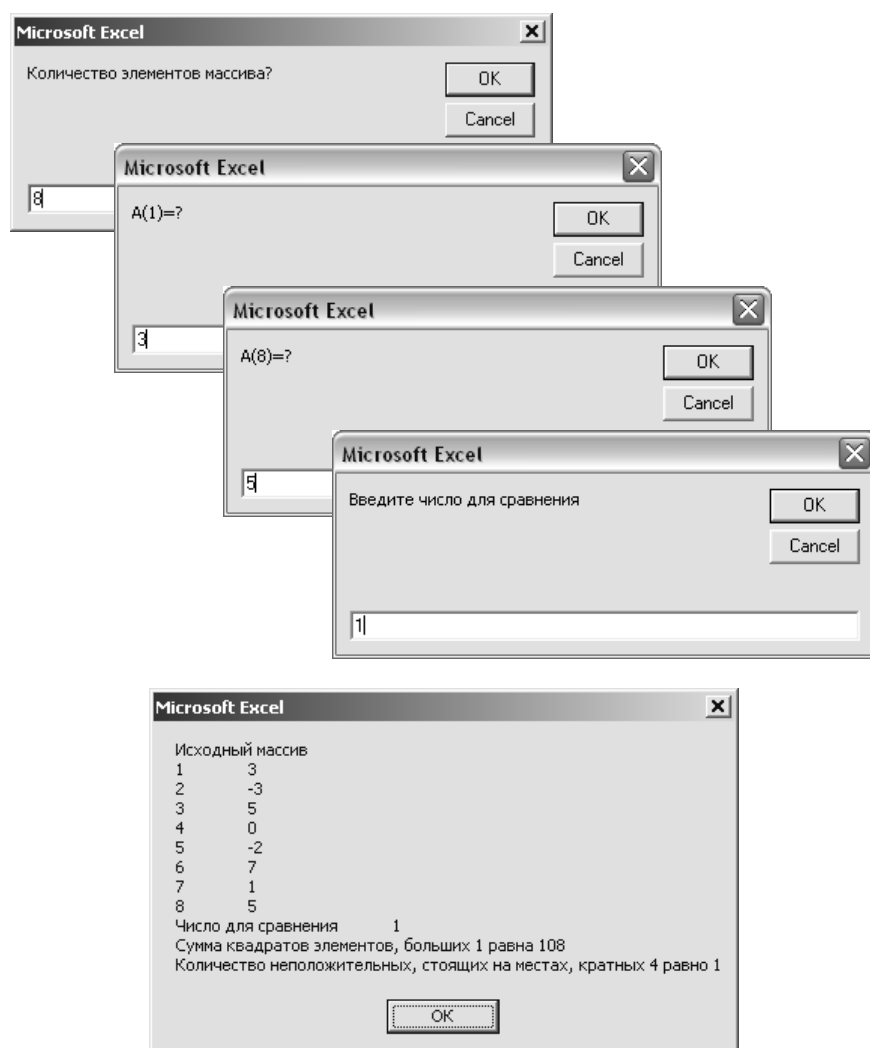 Microsoft Excel
Количество элементов массива?
OK
Cancel
8
Microsoft Excel
A(1)=?
OK
Cancel
3
Microsoft Excel
A(8)=?
OK
Cancel
5
Microsoft Excel
Введите число для сравнения
OK
Cancel
1
Microsoft Excel
Исходный массив
1 3
2 -3
3 5
4 0
5 -2
6 7
7 1
8 5
Число для сравнения 1
Сумма квадратов элементов, больших 1 равна 108
Количество неположительных, стоящих на местах, кратных 4 равно 1
OK